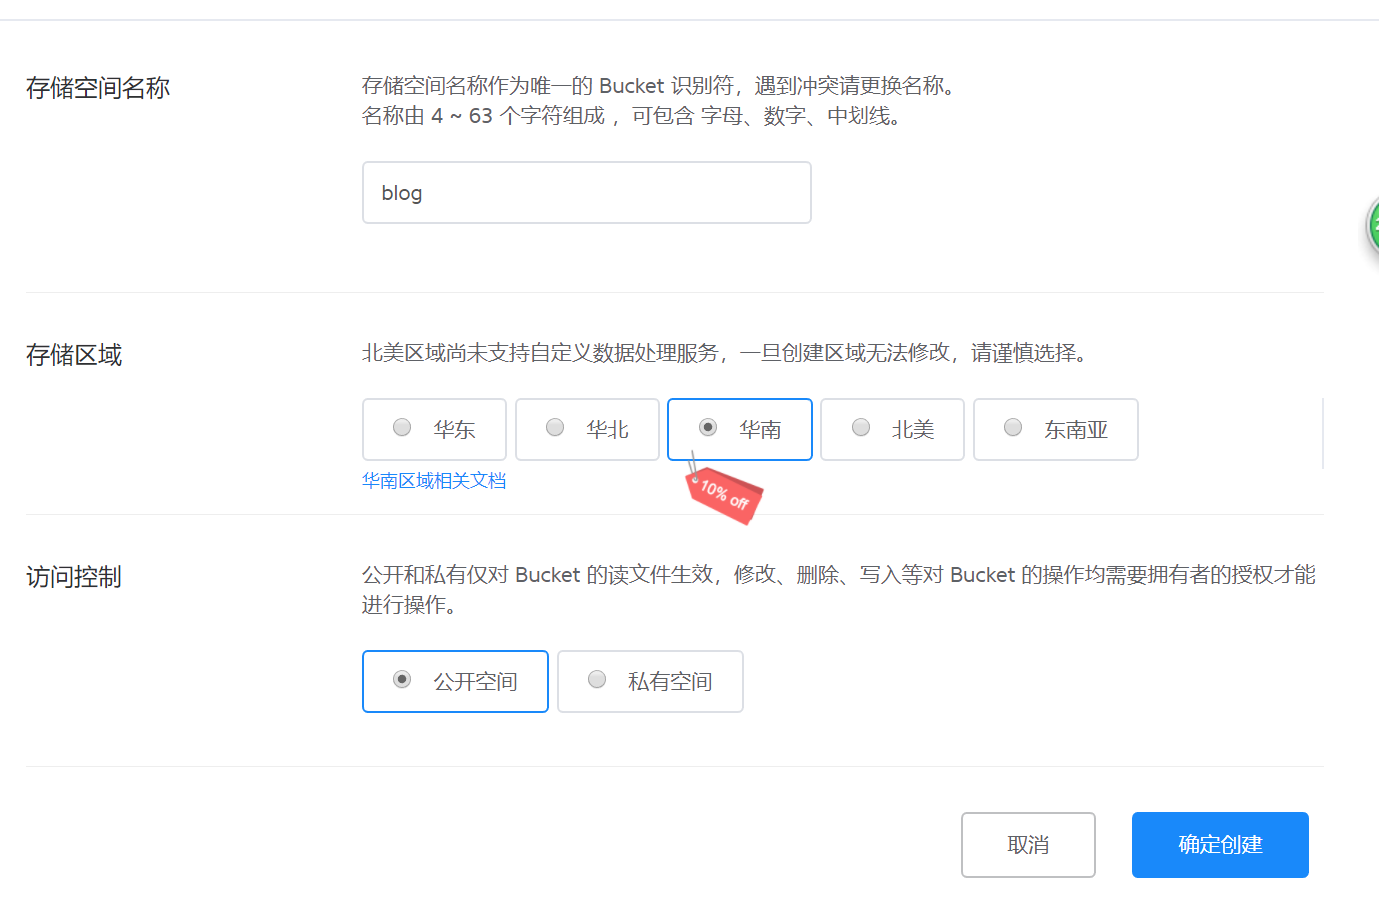 存储空间名称
存储空间名称作为唯一的 Bucket 识别符，遇到冲突请更换名称。
名称由 4 ~ 63 个字符组成 ，可包含 字母、数字、中划线。
blog
存储区域
北美区域尚未支持自定义数据处理服务，一旦创建区域无法修改，请谨慎选择。
华东
华北
华南
北美
东南亚
华南区域相关文档
10% off
访问控制
公开和私有仅对 Bucket 的读文件生效，修改、删除、写入等对 Bucket 的操作均需要拥有者的授权才能
进行操作。
公开空间
私有空间
取消
确定创建